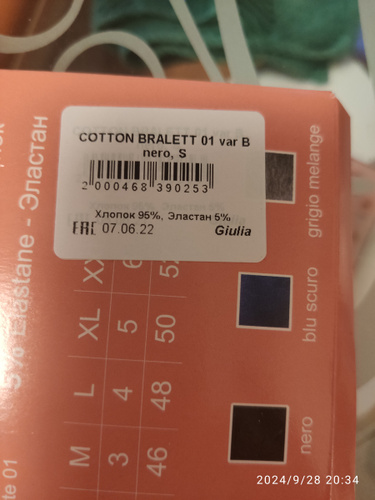 COTTON BRALETT 01 var B
nero, S
2 000468 390253
Хлопок 95%, Эластан 5%
EAC 07.06.22 Giulia
5% Elastane - Эластан
XL 5 50
L 4 48
M 3 46
grigio melange
blu scuro
nero
2024/9/28 20:34